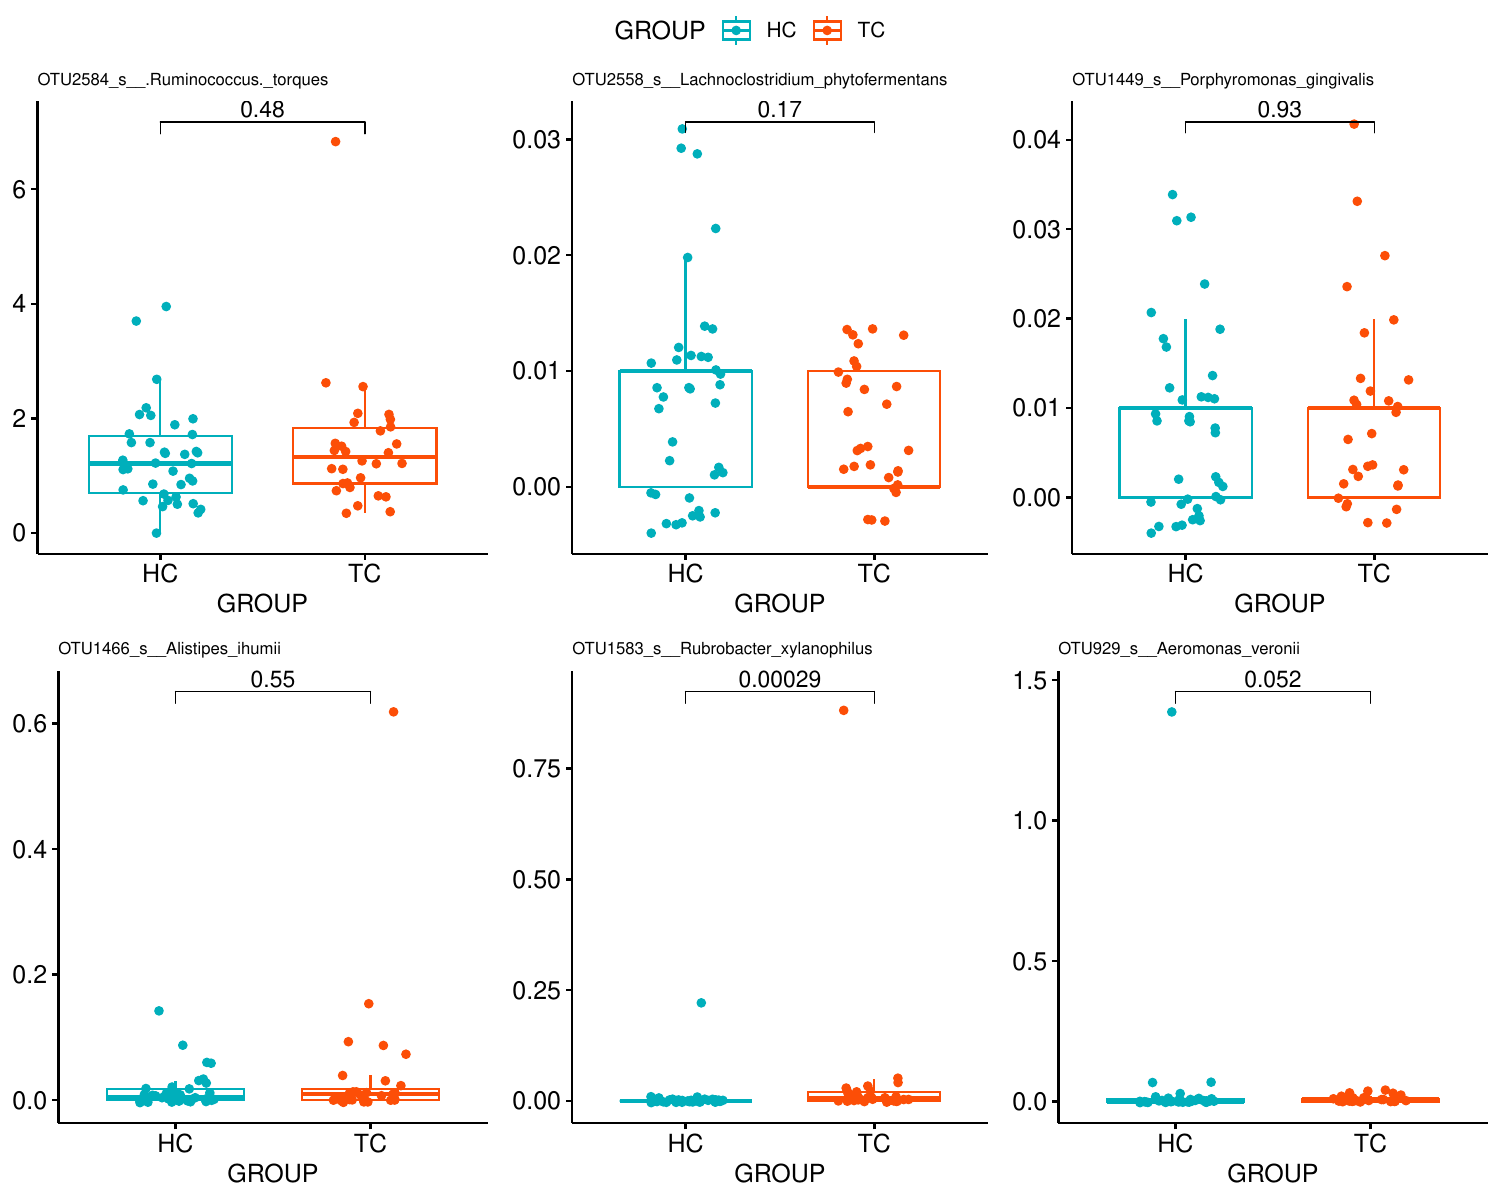 GROUP HC TC
OTU2584_s__.Ruminococcus._torques
0.48
6
4
2
0
HC TC
GROUP
OTU2558_s__Lachnoclostridium_phytofermentans
0.17
0.03
0.02
0.01
0.00
HC TC
GROUP
OTU1449_s__Porphyromonas_gingivalis
0.93
0.04
0.03
0.02
0.01
0.00
HC TC
GROUP
OTU1466_s__Alistipes_ihumii
0.55
0.6
0.4
0.2
0.0
HC TC
GROUP
OTU1583_s__Rubrobacter_xylanophilus
0.00029
0.75
0.50
0.25
0.00
HC TC
GROUP
OTU929_s__Aeromonas_veronii
0.052
1.5
1.0
0.5
0.0
HC TC
GROUP